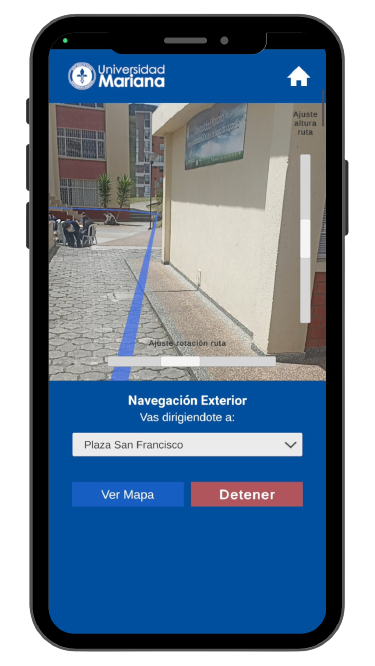 Universidad
Mariana
Ajuste
altura
ruta
Ajuste rotación ruta
Navegación Exterior
Vas dirigiendote a:
Plaza San Francisco
Ver Mapa
Detener